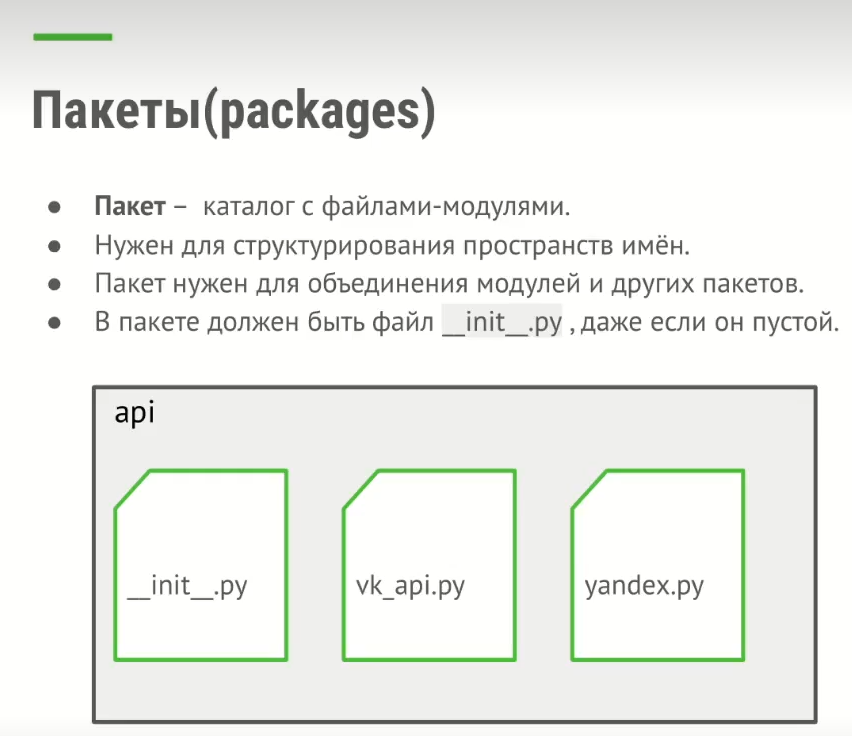 Пакеты(packages)
● Пакет – каталог с файлами-модулями.
● Нужен для структурирования пространств имён.
● Пакет нужен для объединения модулей и других пакетов.
● В пакете должен быть файл __init__.py , даже если он пустой.
api
__init__.py
vk_api.py
yandex.py